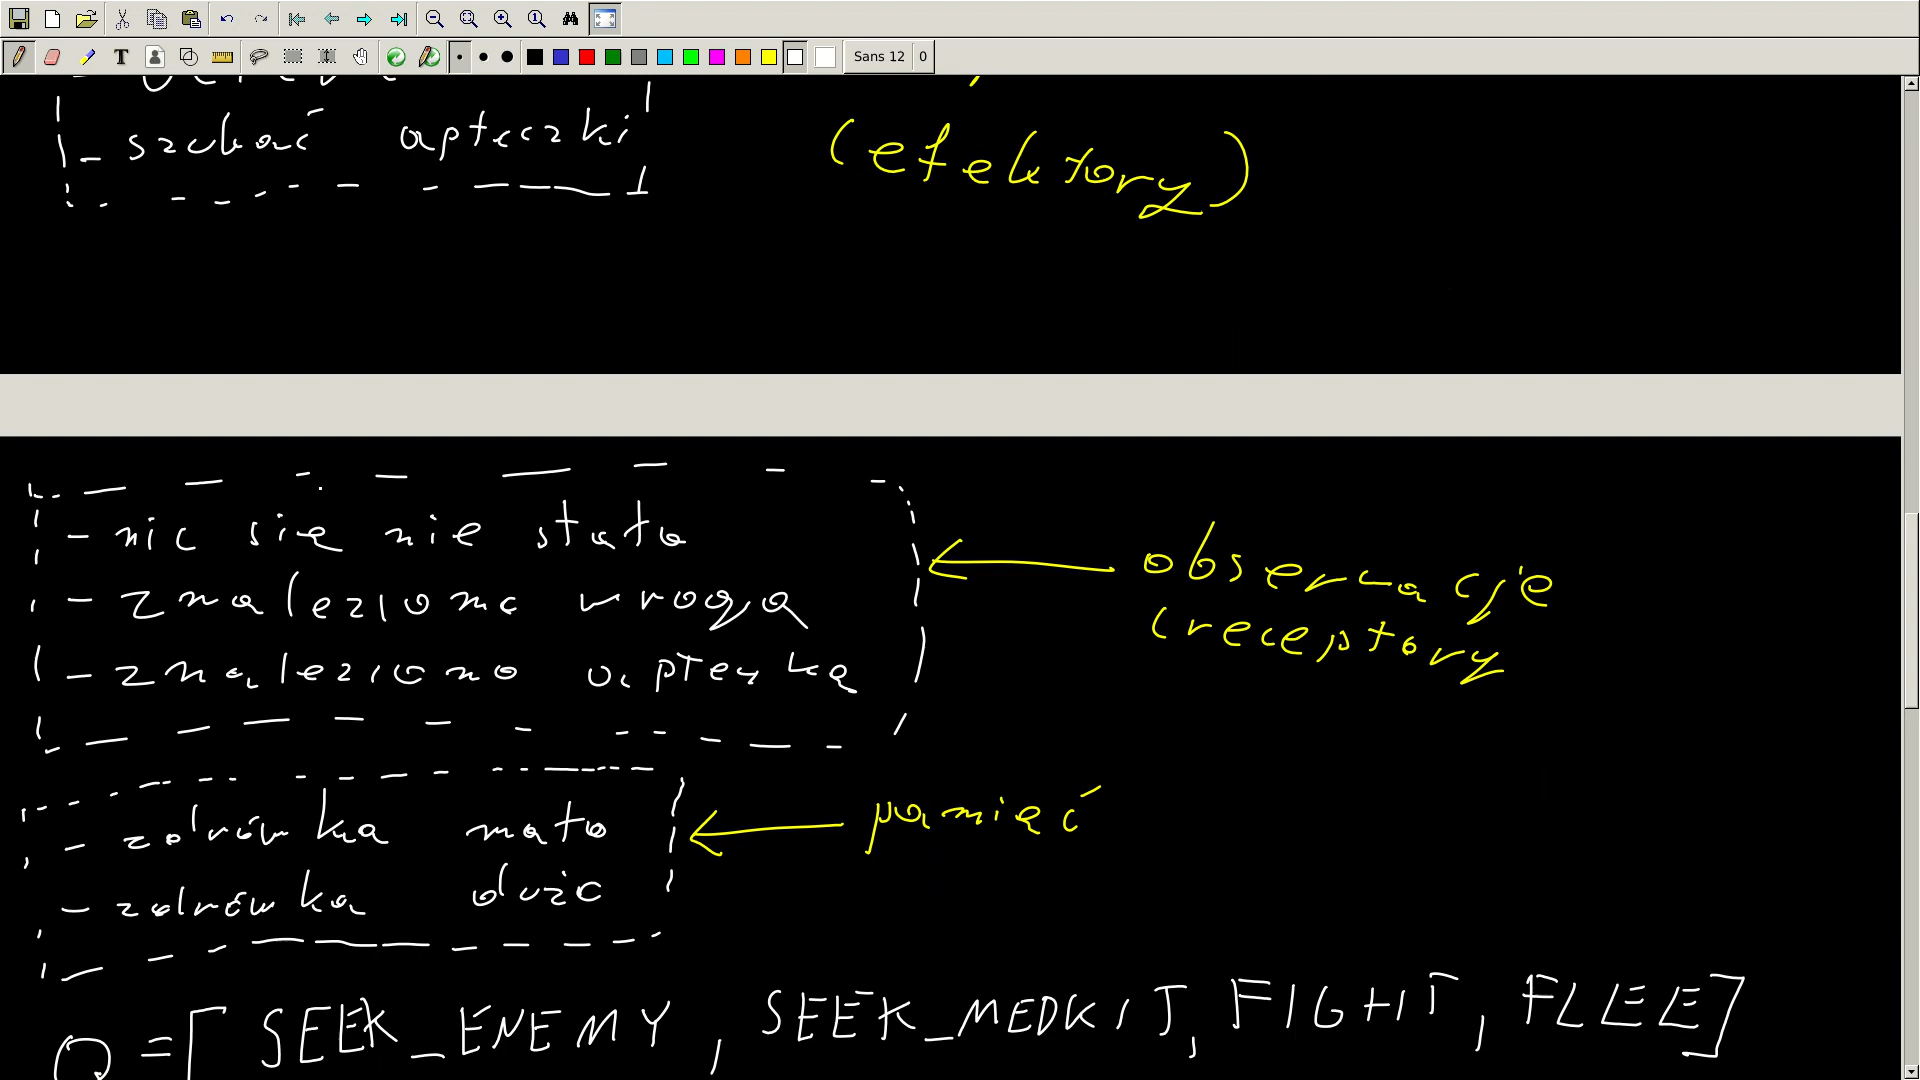 Sans 12 0
- szukać apteczki
(efektory)
- nic się nie stało
- znaleziono wroga
- znaleziono apteczkę
obserwacje
(receptory
- zdrówka mało
- zdrówka dużo
pamięć
Q = [SEEK_ENEMY, SEEK_MEDKIT, FIGHT, FLEE]